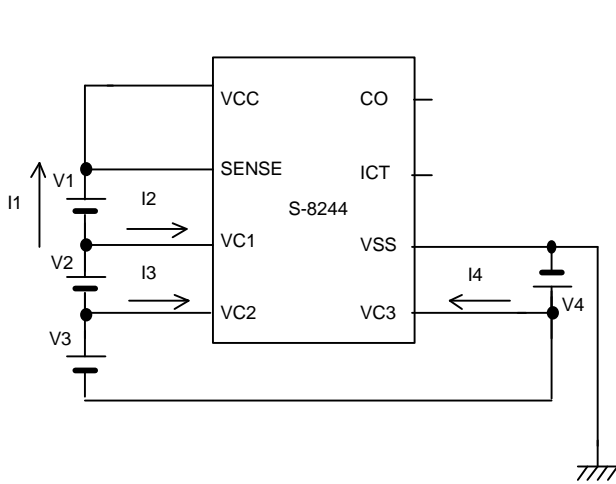 VCC
CO
SENSE
ICT
V1
I1
I2
S-8244
VC1
VSS
V2
I3
I4
VC2
VC3
V4
V3